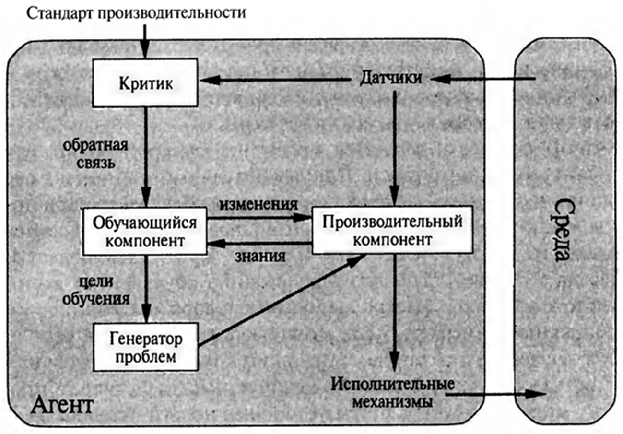 Стандарт производительности
Критик
Датчики
обратная
связь
изменения
Обучающийся
компонент
Производительный
компонент
знания
цели
обучения
Генератор
проблем
Исполнительные
механизмы
Агент
Среда